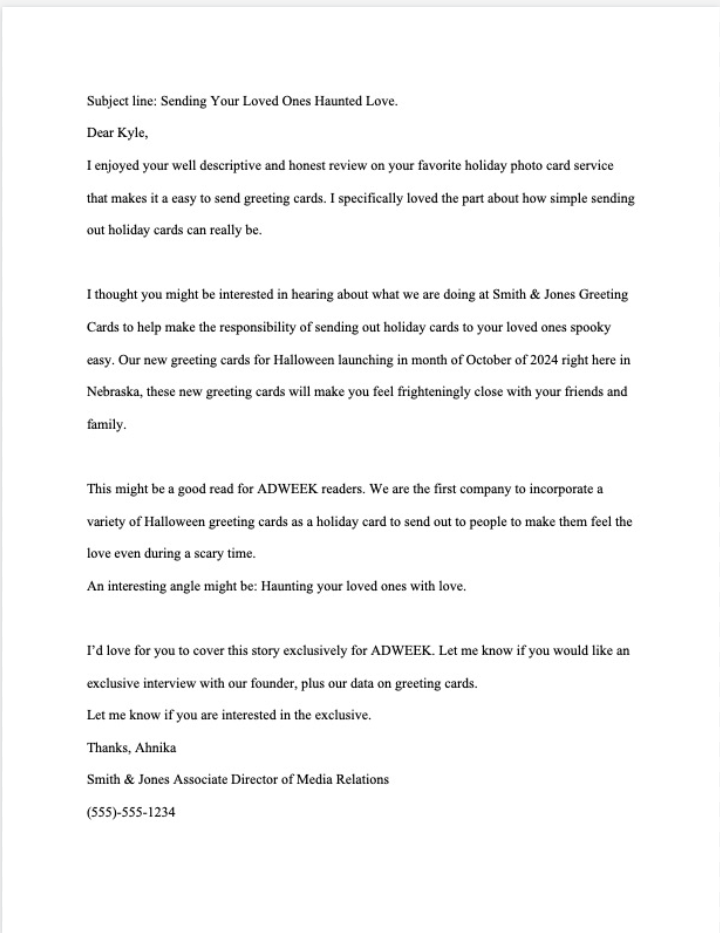 Subject line: Sending Your Loved Ones Haunted Love.
Dear Kyle,
I enjoyed your well descriptive and honest review on your favorite holiday photo card service
that makes it a easy to send greeting cards. I specifically loved the part about how simple sending
out holiday cards can really be.
I thought you might be interested in hearing about what we are doing at Smith & Jones Greeting
Cards to help make the responsibility of sending out holiday cards to your loved ones spooky
easy. Our new greeting cards for Halloween launching in month of October of 2024 right here in
Nebraska, these new greeting cards will make you feel frighteningly close with your friends and
family.
This might be a good read for ADWEEK readers. We are the first company to incorporate a
variety of Halloween greeting cards as a holiday card to send out to people to make them feel the
love even during a scary time.
An interesting angle might be: Haunting your loved ones with love.
I’d love for you to cover this story exclusively for ADWEEK. Let me know if you would like an
exclusive interview with our founder, plus our data on greeting cards.
Let me know if you are interested in the exclusive.
Thanks, Ahnika
Smith & Jones Associate Director of Media Relations
(555)-555-1234